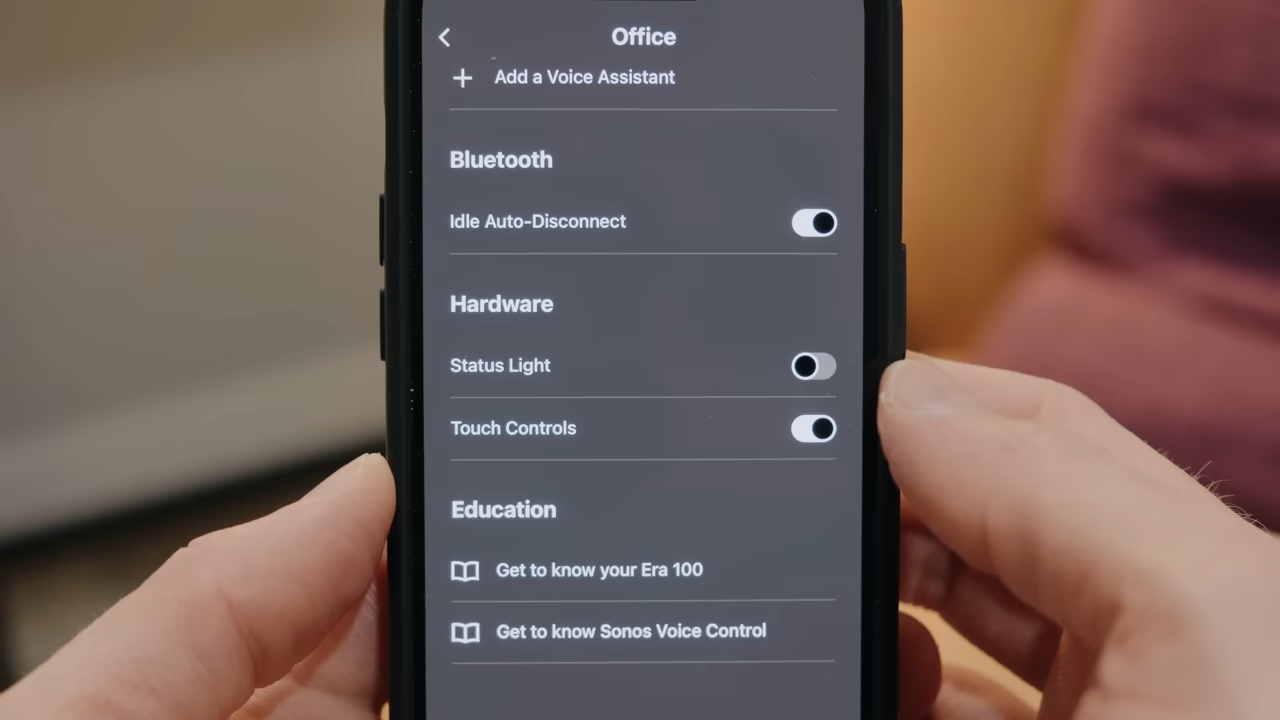 Office
Add a Voice Assistant
Bluetooth
Idle Auto-Disconnect
Hardware
Status Light
Touch Controls
Education
Get to know your Era 100
Get to know Sonos Voice Control